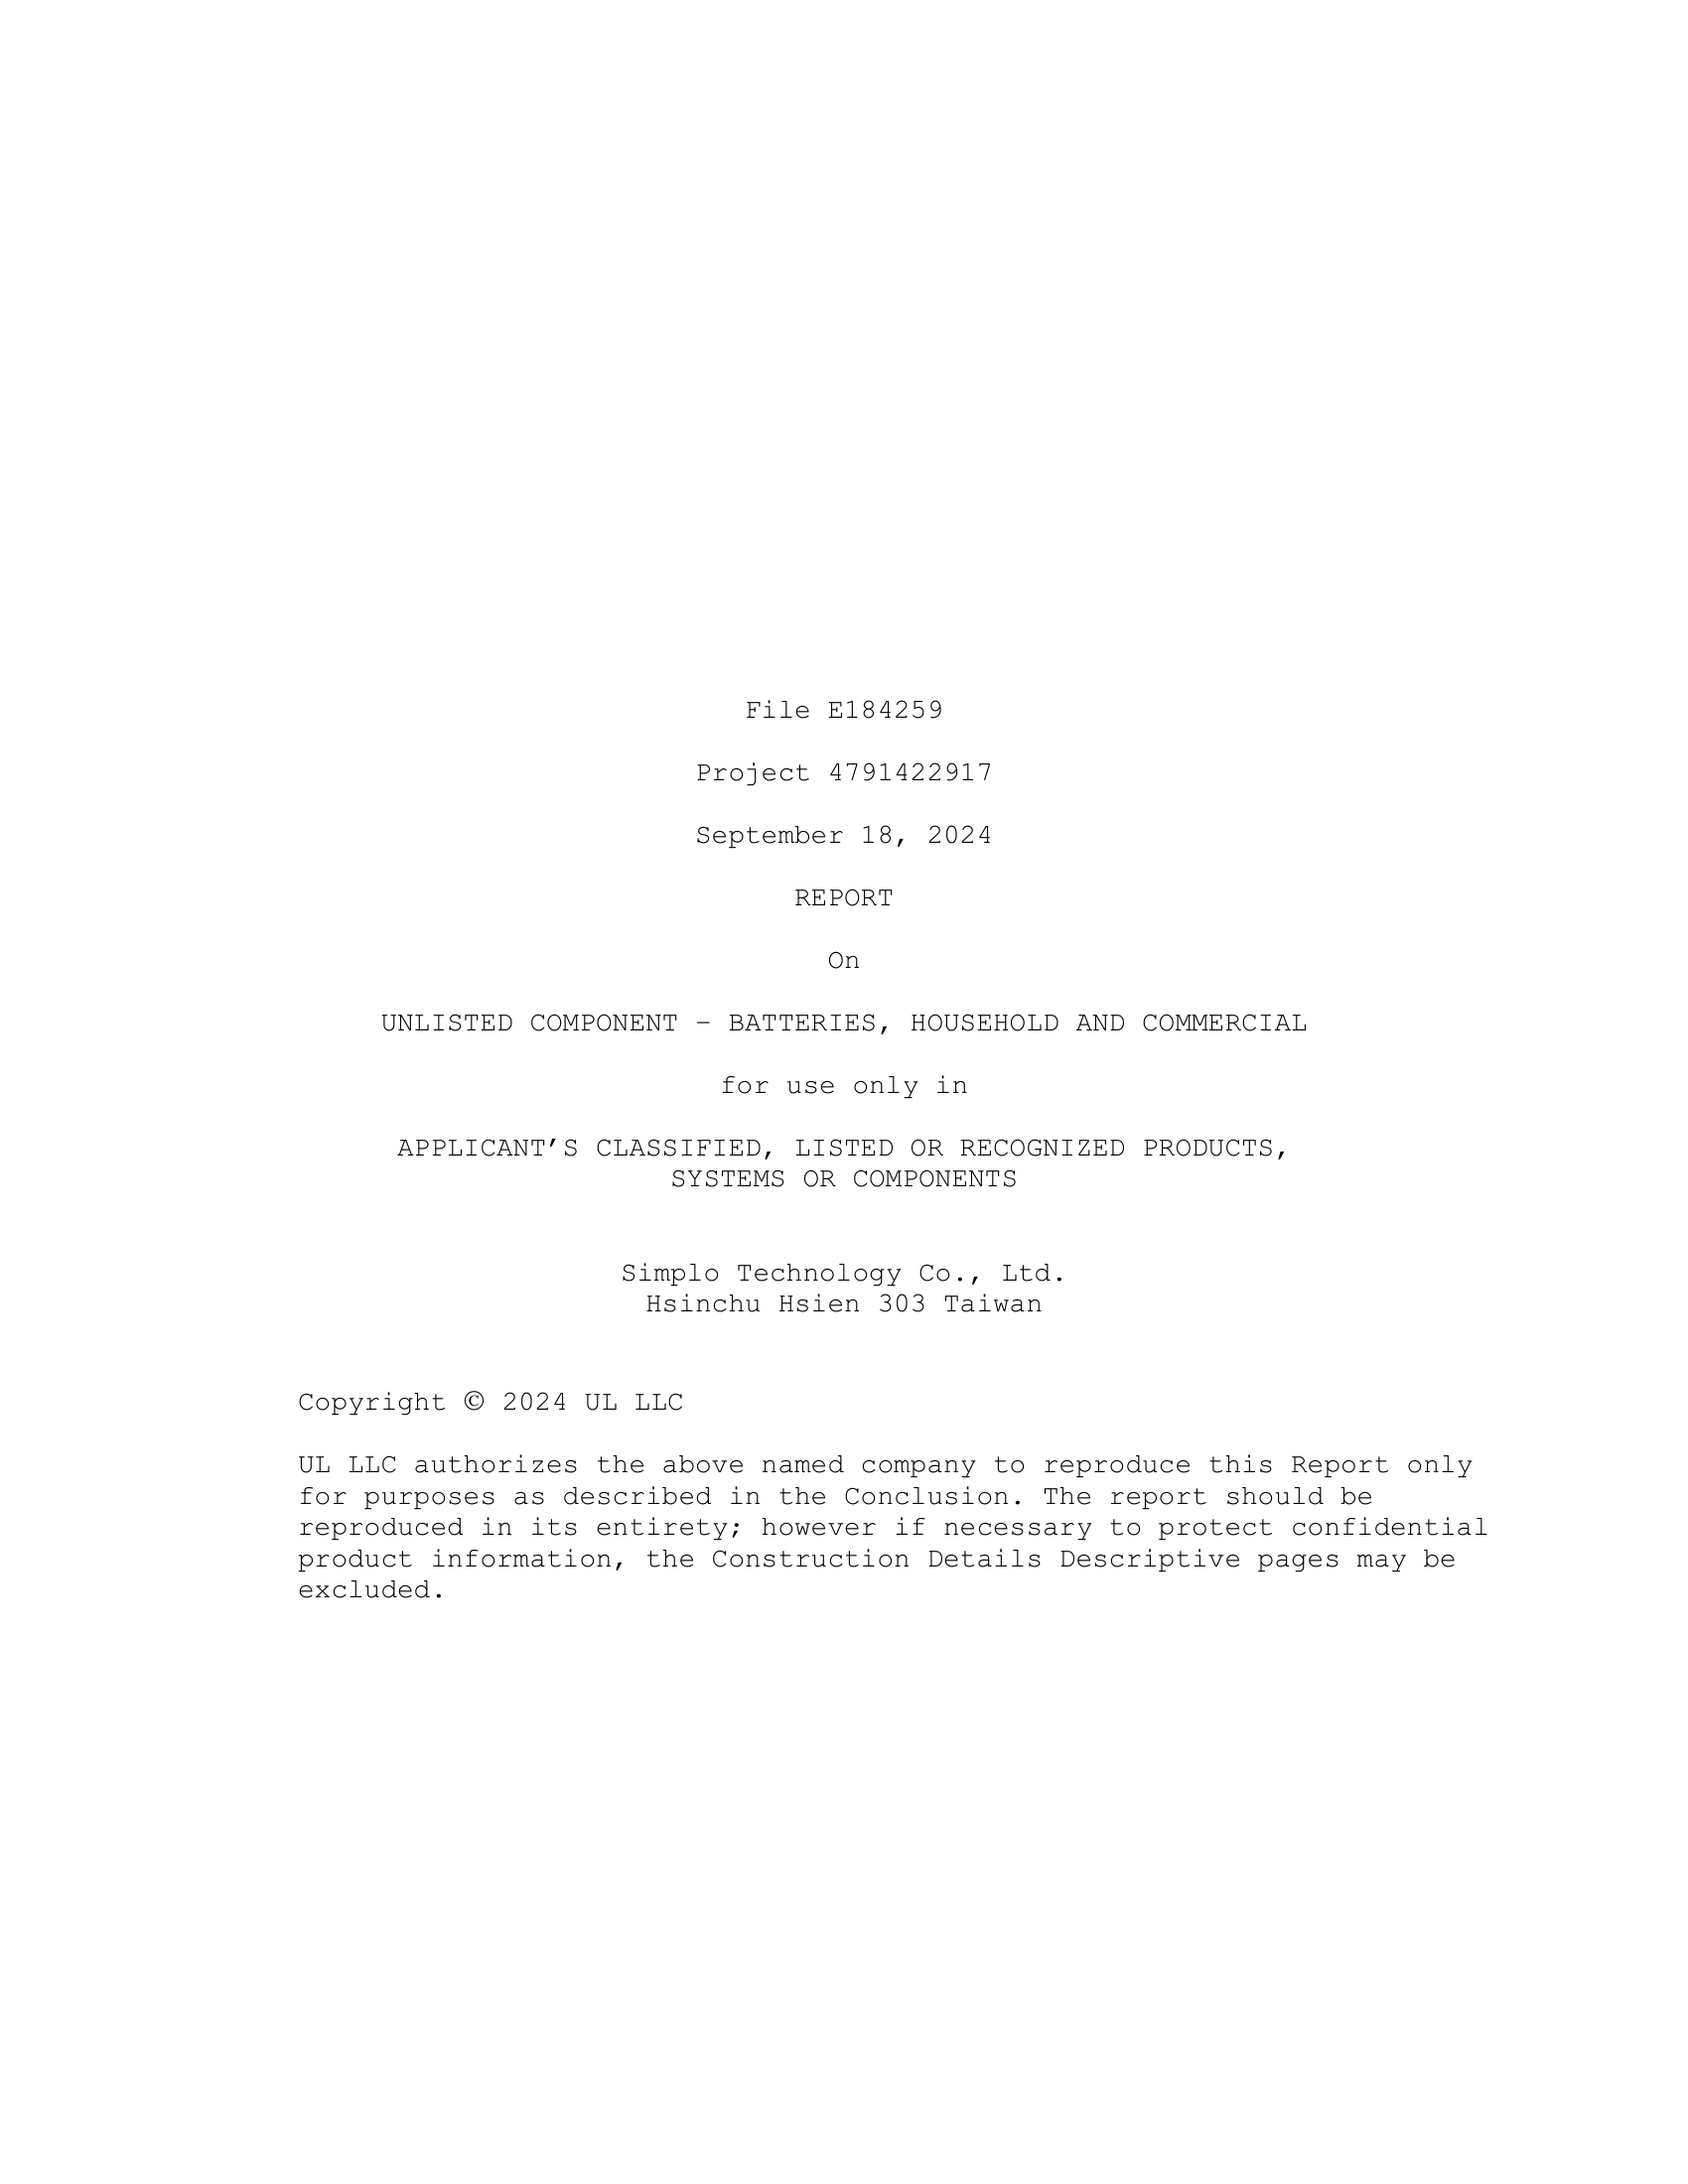 File E184259
Project 4791422917
September 18, 2024
REPORT
On
UNLISTED COMPONENT – BATTERIES, HOUSEHOLD AND COMMERCIAL
for use only in
APPLICANT’S CLASSIFIED, LISTED OR RECOGNIZED PRODUCTS,
SYSTEMS OR COMPONENTS
Simplo Technology Co., Ltd.
Hsinchu Hsien 303 Taiwan
Copyright © 2024 UL LLC
UL LLC authorizes the above named company to reproduce this Report only
for purposes as described in the Conclusion. The report should be
reproduced in its entirety; however if necessary to protect confidential
product information, the Construction Details Descriptive pages may be
excluded.